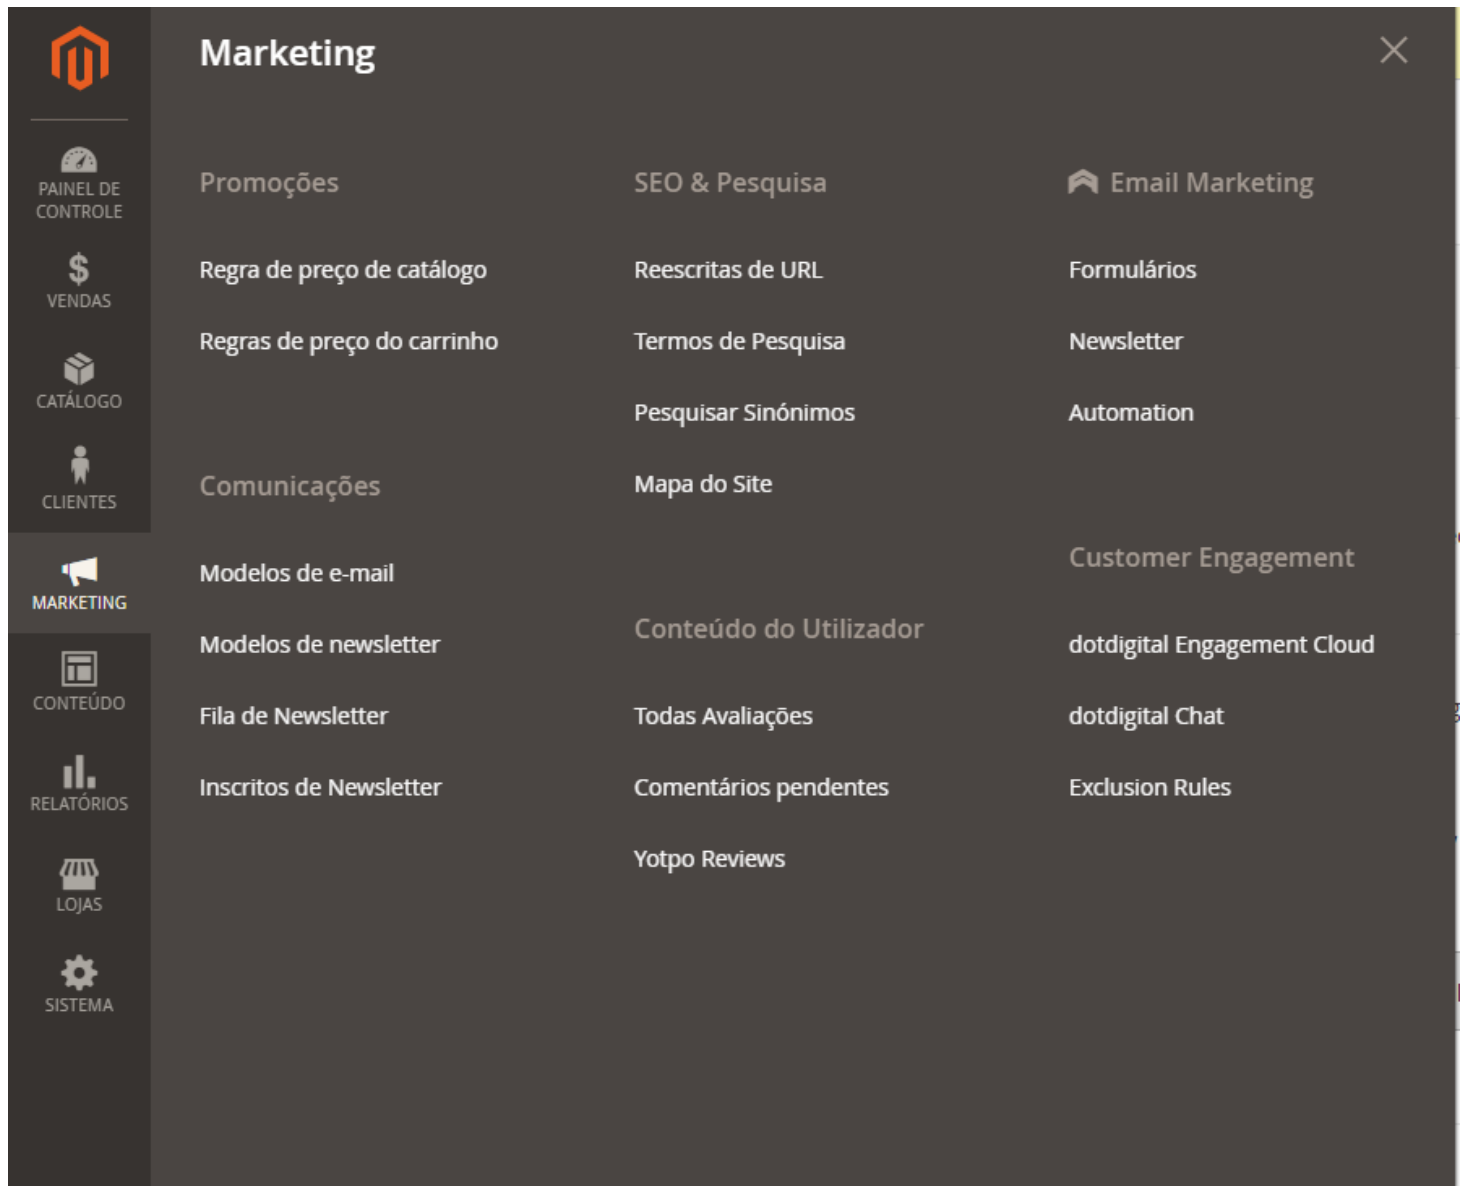 PAINEL DE
CONTROLE
VENDAS
CATÁLOGO
CLIENTES
MARKETING
CONTEÚDO
RELATÓRIOS
LOJAS
SISTEMA
Marketing
Promoções
Regra de preço de catálogo
Regras de preço do carrinho
Comunicações
Modelos de e-mail
Modelos de newsletter
Fila de Newsletter
Inscritos de Newsletter
SEO & Pesquisa
Reescritas de URL
Termos de Pesquisa
Pesquisar Sinónimos
Mapa do Site
Conteúdo do Utilizador
Todas Avaliações
Comentários pendentes
Yotpo Reviews
Email Marketing
Formulários
Newsletter
Automation
Customer Engagement
dotdigital Engagement Cloud
dotdigital Chat
Exclusion Rules